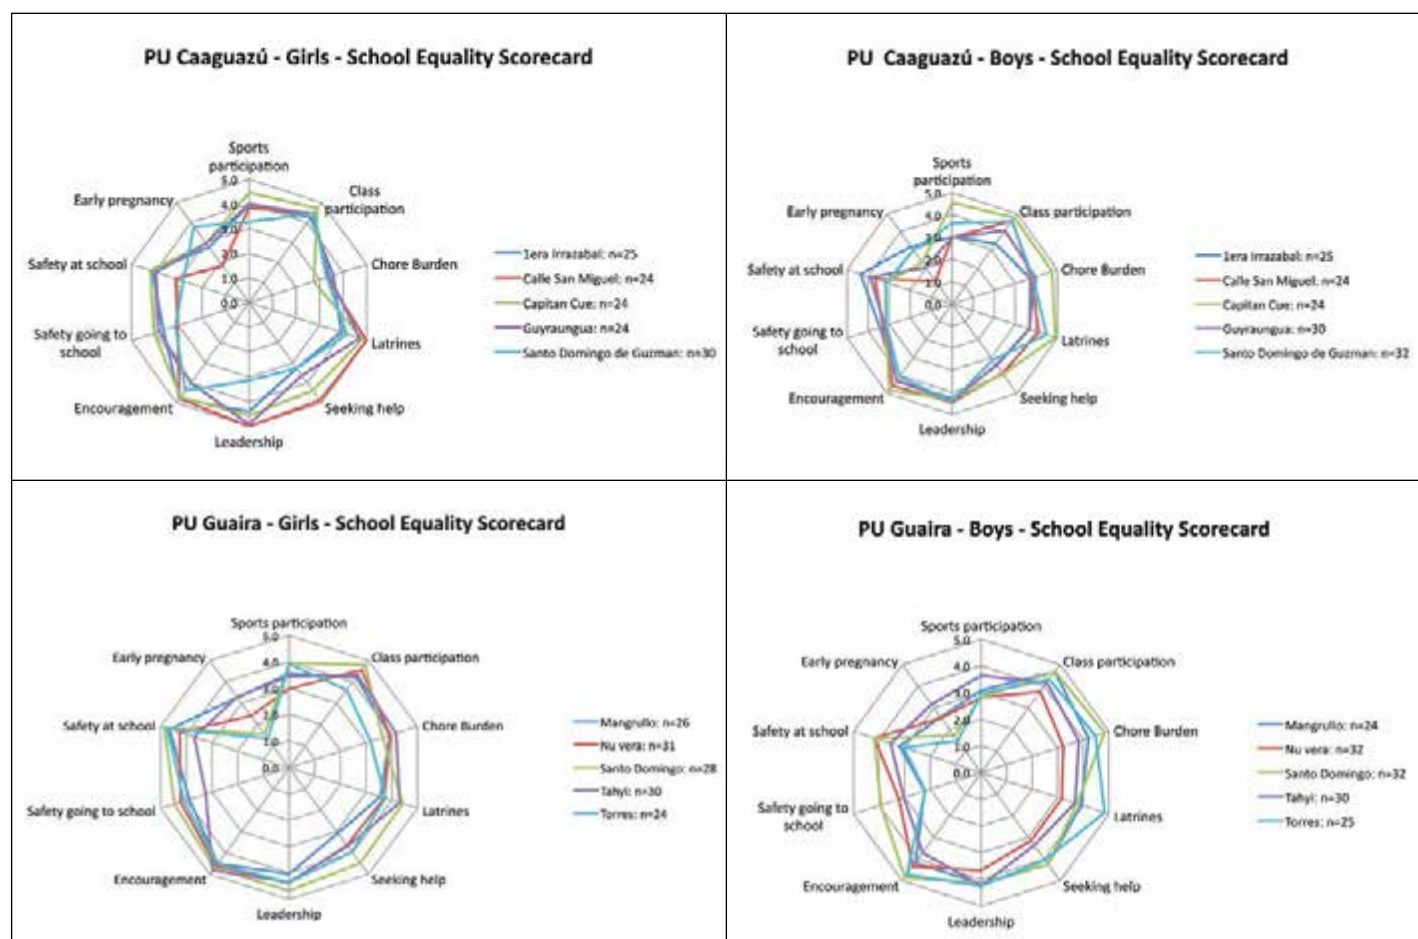 PU Caaguazú - Girls - School Equality Scorecard
Sports
participation
5.0
4.0
3.0
2.0
1.0
0.0
Class
participation
Chore Burden
Latrines
Seeking help
Leadership
Encouragement
Safety going to
school
Safety at school
Early pregnancy
1era Irrazabal: n=25
Calle San Miguel: n=24
Capitan Cue: n=24
Guyraungua: n=24
Santo Domingo de Guzman: n=30
PU Caaguazú - Boys - School Equality Scorecard
Sports
participation
5.0
4.0
3.0
2.0
1.0
0.0
Class participation
Chore Burden
Latrines
Seeking help
Leadership
Encouragement
Safety going to
school
Safety at school
Early pregnancy
1era Irrazabal: n=25
Calle San Miguel: n=24
Capitan Cue: n=24
Guyraungua: n=30
Santo Domingo de Guzman: n=32
PU Guaira - Girls - School Equality Scorecard
Sports participation
5.0
4.0
3.0
2.0
1.0
0.0
Class participation
Chore Burden
Latrines
Seeking help
Leadership
Encouragement
Safety going to school
Safety at school
Early pregnancy
Mangrullo: n=26
Nu vera: n=31
Santo Domingo: n=28
Tahyi: n=30
Torres: n=24
PU Guaira - Boys - School Equality Scorecard
Sports participation
5.0
4.0
3.0
2.0
1.0
0.0
Class participation
Chore Burden
Latrines
Seeking help
Leadership
Encouragement
Safety going to
school
Safety at school
Early pregnancy
Mangrullo: n=24
Nu vera: n=32
Santo Domingo: n=32
Tahyi: n=30
Torres: n=25